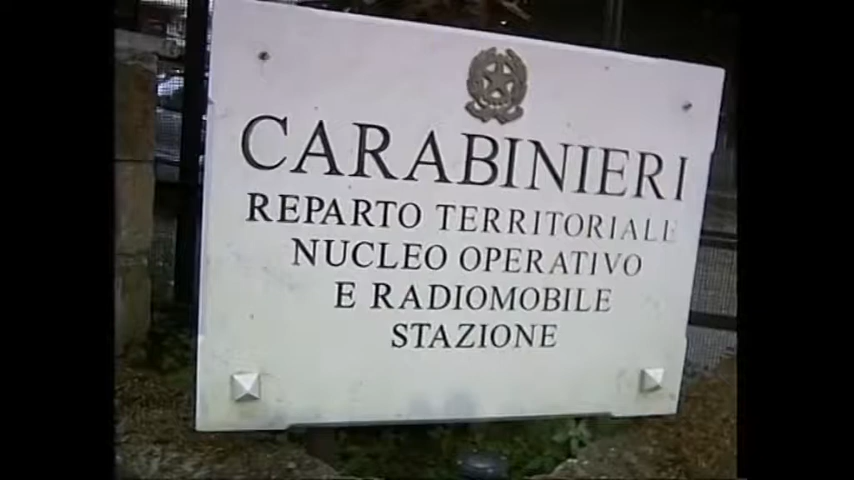 CARABINIERI
REPARTO TERRITORIALE
NUCLEO OPERATIVO
E RADIOMOBILE
STAZIONE